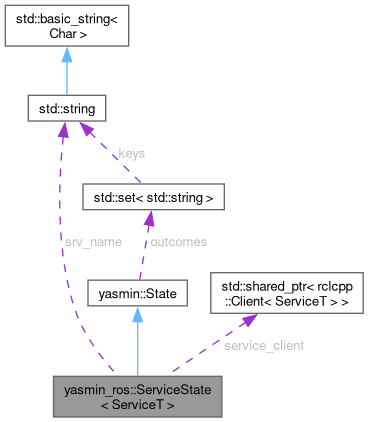 std::basic_string<
Char >
std::string
keys
std::set< std::string >
srv_name
outcomes
yasmin::State
std::shared_ptr< rclcpp
::Client< ServiceT > >
service_client
yasmin_ros::ServiceState
< ServiceT >